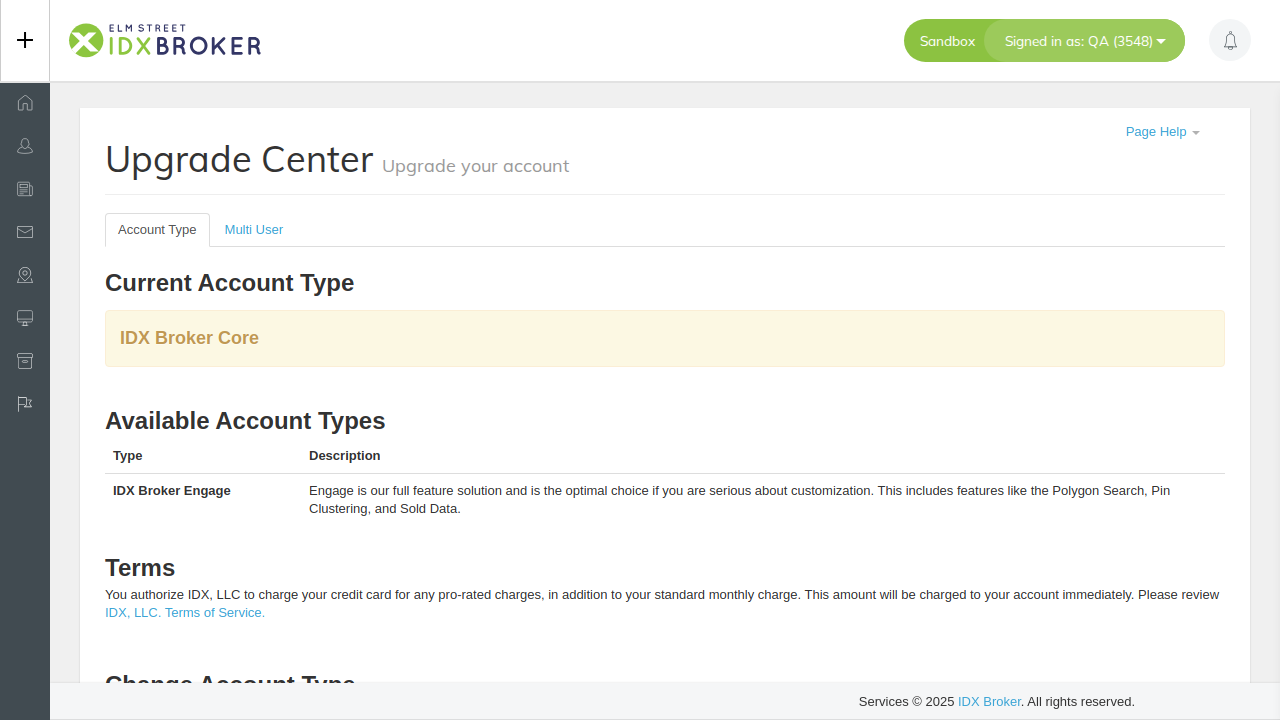 ELM STREET
IDXBROKER
Sandbox
Signed in as: QA (3548)
Page Help
Upgrade Center Upgrade your account
Account Type
Multi User
Current Account Type
IDX Broker Core
Available Account Types
Type Description
IDX Broker Engage Engage is our full feature solution and is the optimal choice if you are serious about customization. This includes features like the Polygon Search, Pin
Clustering, and Sold Data.
Terms
You authorize IDX, LLC to charge your credit card for any pro-rated charges, in addition to your standard monthly charge. This amount will be charged to your account immediately. Please review
IDX, LLC. Terms of Service.
Change Account Type
Services © 2025 IDX Broker. All rights reserved.